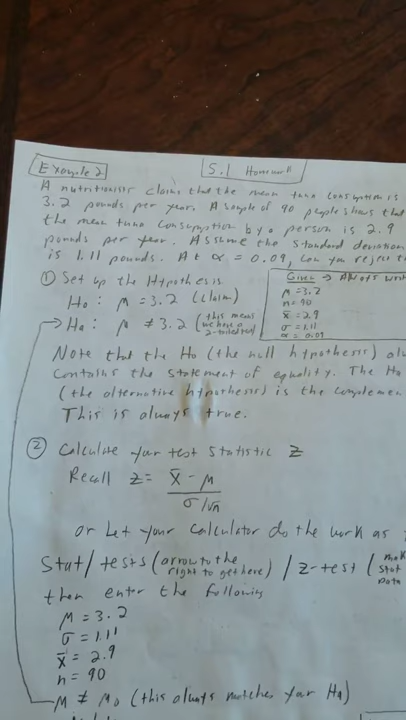 Example 2
5.1 Homework
A nutritionist claims that the mean tuna consumption is
3.2 pounds per year. A sample of 90 people shows that
the mean tuna consumption by a person is 2.9
pounds per year. Assume the standard deviation
is 1.11 pounds. At α = 0.09, can you reject
① Set up the Hypothesis.
Ho: μ = 3.2 (claim)
Ha: μ ≠ 3.2 (this means
we have a
2-tailed test)
Given → Always
μ = 3.2
n = 90
x̄ = 2.9
σ = 1.11
α = 0.09
Note that the Ho (the null hypothesis)
contains the statement of equality. The Ha
(the alternative hypothesis) is the
This is always true.
② Calculate your test statistic z
Recall z = x̄ - μ
σ/√n
or Let your calculator do the work as
Stat/tests (arrow to the
right to get here) / z-test (
Stat
Data
then enter the following
μ = 3.2
σ = 1.11
x̄ = 2.9
n = 90
μ ≠ μo (this always matches your Ha)